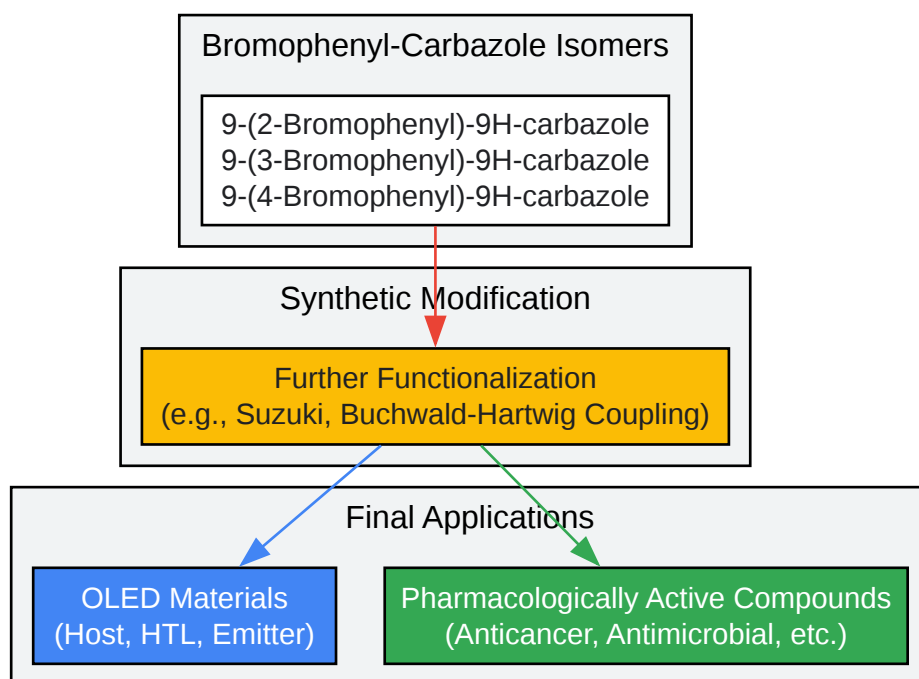 Bromophenyl-Carbazole Isomers
9-(2-Bromophenyl)-9H-carbazole
9-(3-Bromophenyl)-9H-carbazole
9-(4-Bromophenyl)-9H-carbazole
Synthetic Modification
Further Functionalization
(e.g., Suzuki, Buchwald-Hartwig Coupling)
Final Applications
OLED Materials
(Host, HTL, Emitter)
Pharmacologically Active Compounds
(Anticancer, Antimicrobial, etc.)